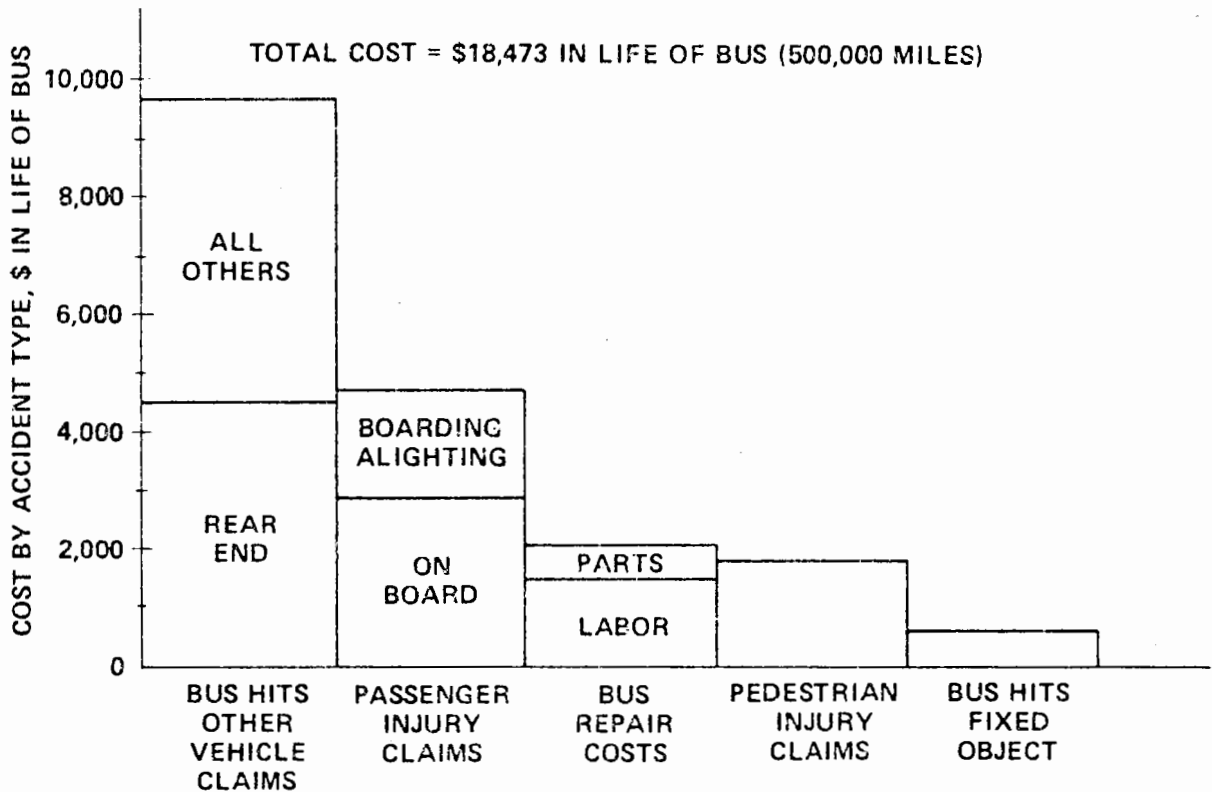 TOTAL COST = $18,473 IN LIFE OF BUS (500,000 MILES)
COST BY ACCIDENT TYPE, $ IN LIFE OF BUS
10,000
8,000
6,000
4,000
2,000
0
ALL
OTHERS
REAR
END
BOARDING
ALIGHTING
ON
BOARD
PARTS
LABOR
BUS HITS
OTHER
VEHICLE
CLAIMS
PASSENGER
INJURY
CLAIMS
BUS
REPAIR
COSTS
PEDESTRIAN
INJURY
CLAIMS
BUS HITS
FIXED
OBJECT